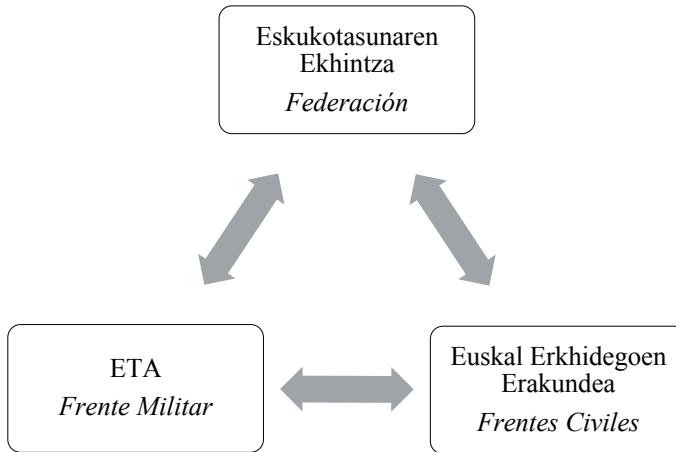 Eskukotasunaren
Ekhintza
Federación
ETA
Frente Militar
Euskal Erkhidegoen
Erakundea
Frentes Civiles